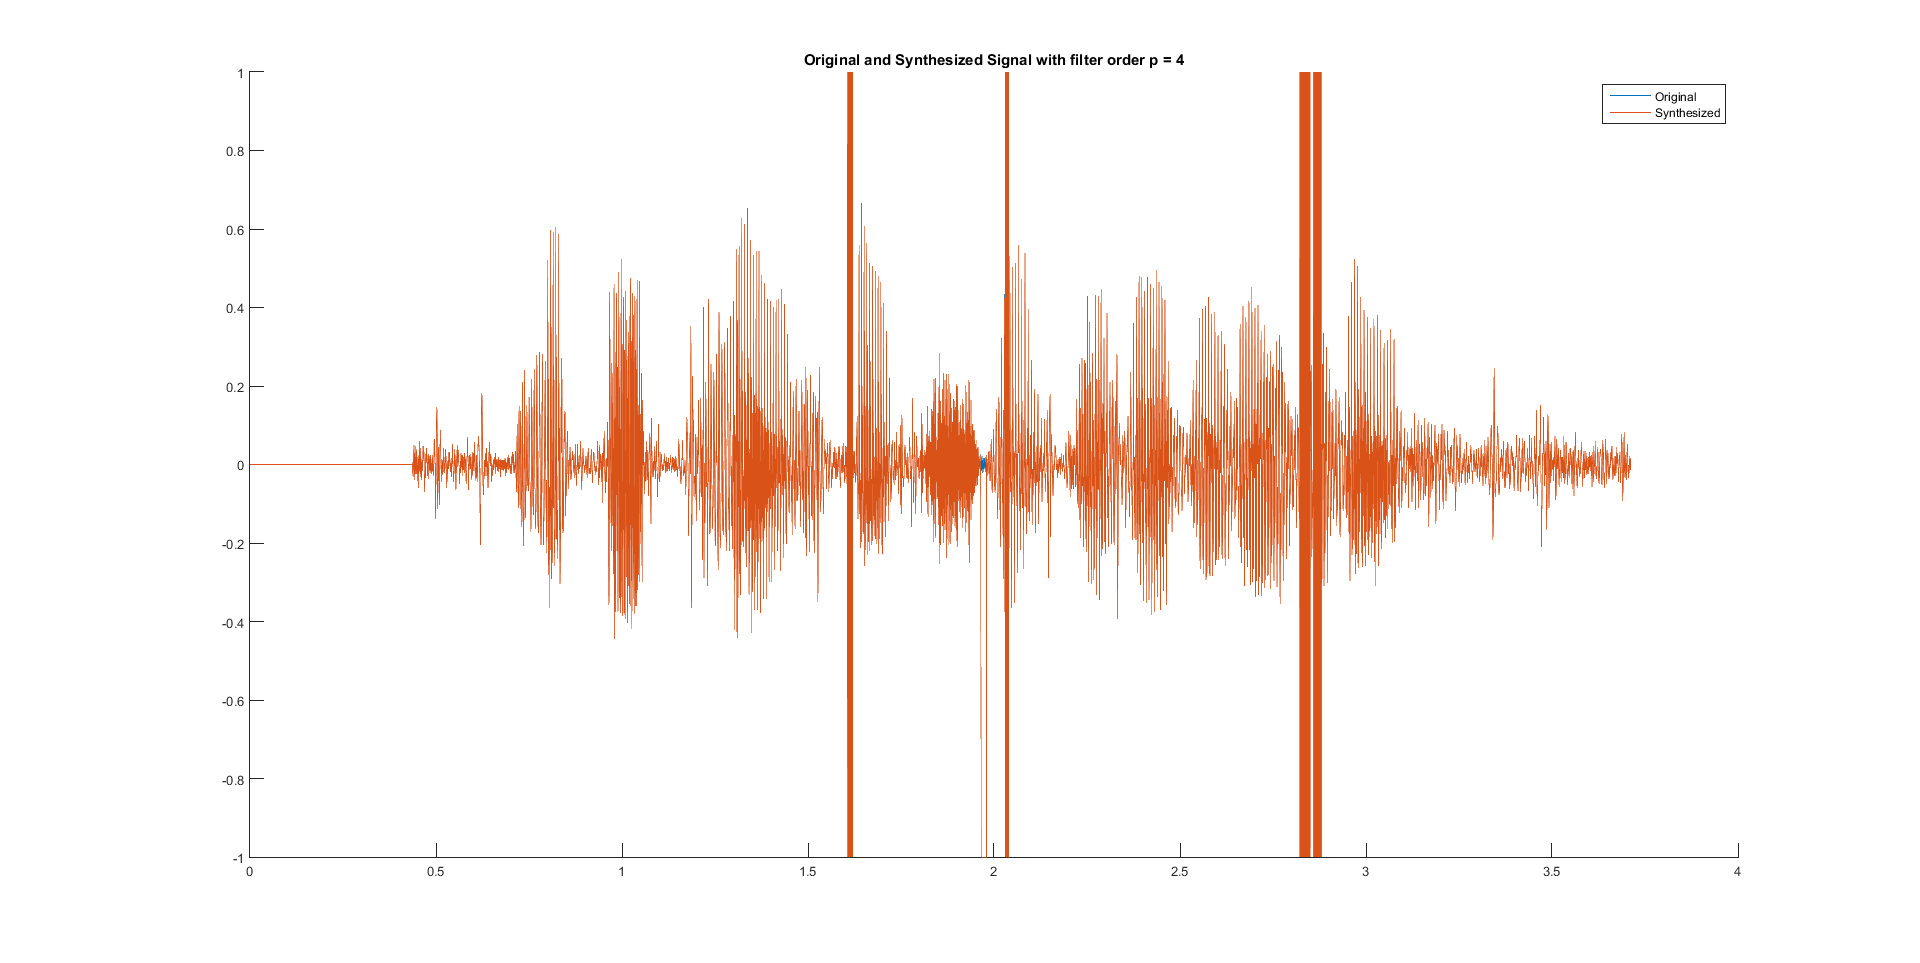 Original and Synthesized Signal with filter order p = 4
Original
Synthesized
1
0.8
0.6
0.4
0.2
0
-0.2
-0.4
-0.6
-0.8
-1
0 0.5 1 1.5 2 2.5 3 3.5 4